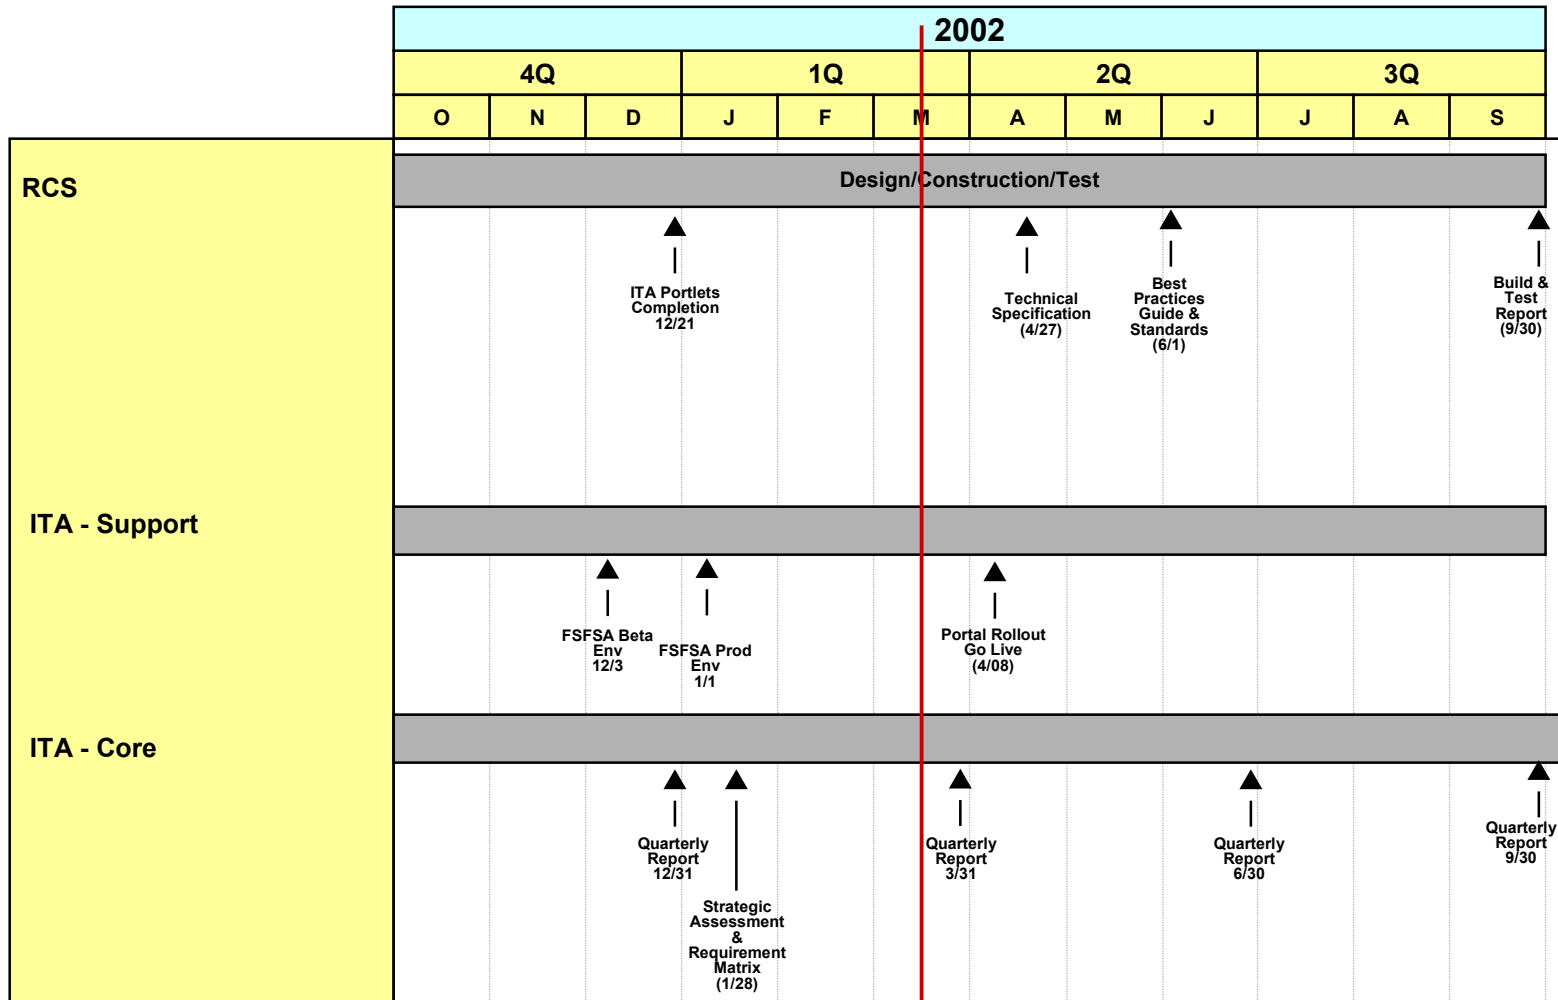 2002
4Q 1Q 2Q 3Q
O N D J F M A M J J A S
RCS
Design/Construction/Test
ITA Portlets
Completion
12/21
Technical
Specification
(4/27)
Best
Practices
Guide &
Standards
(6/1)
Build &
Test
Report
(9/30)
ITA - Support
FSFSA Beta
Env
12/3
FSFSA Prod
Env
1/1
Portal Rollout
Go Live
(4/08)
ITA - Core
Quarterly
Report
12/31
Strategic
Assessment
&
Requirement
Matrix
(1/28)
Quarterly
Report
3/31
Quarterly
Report
6/30
Quarterly
Report
9/30